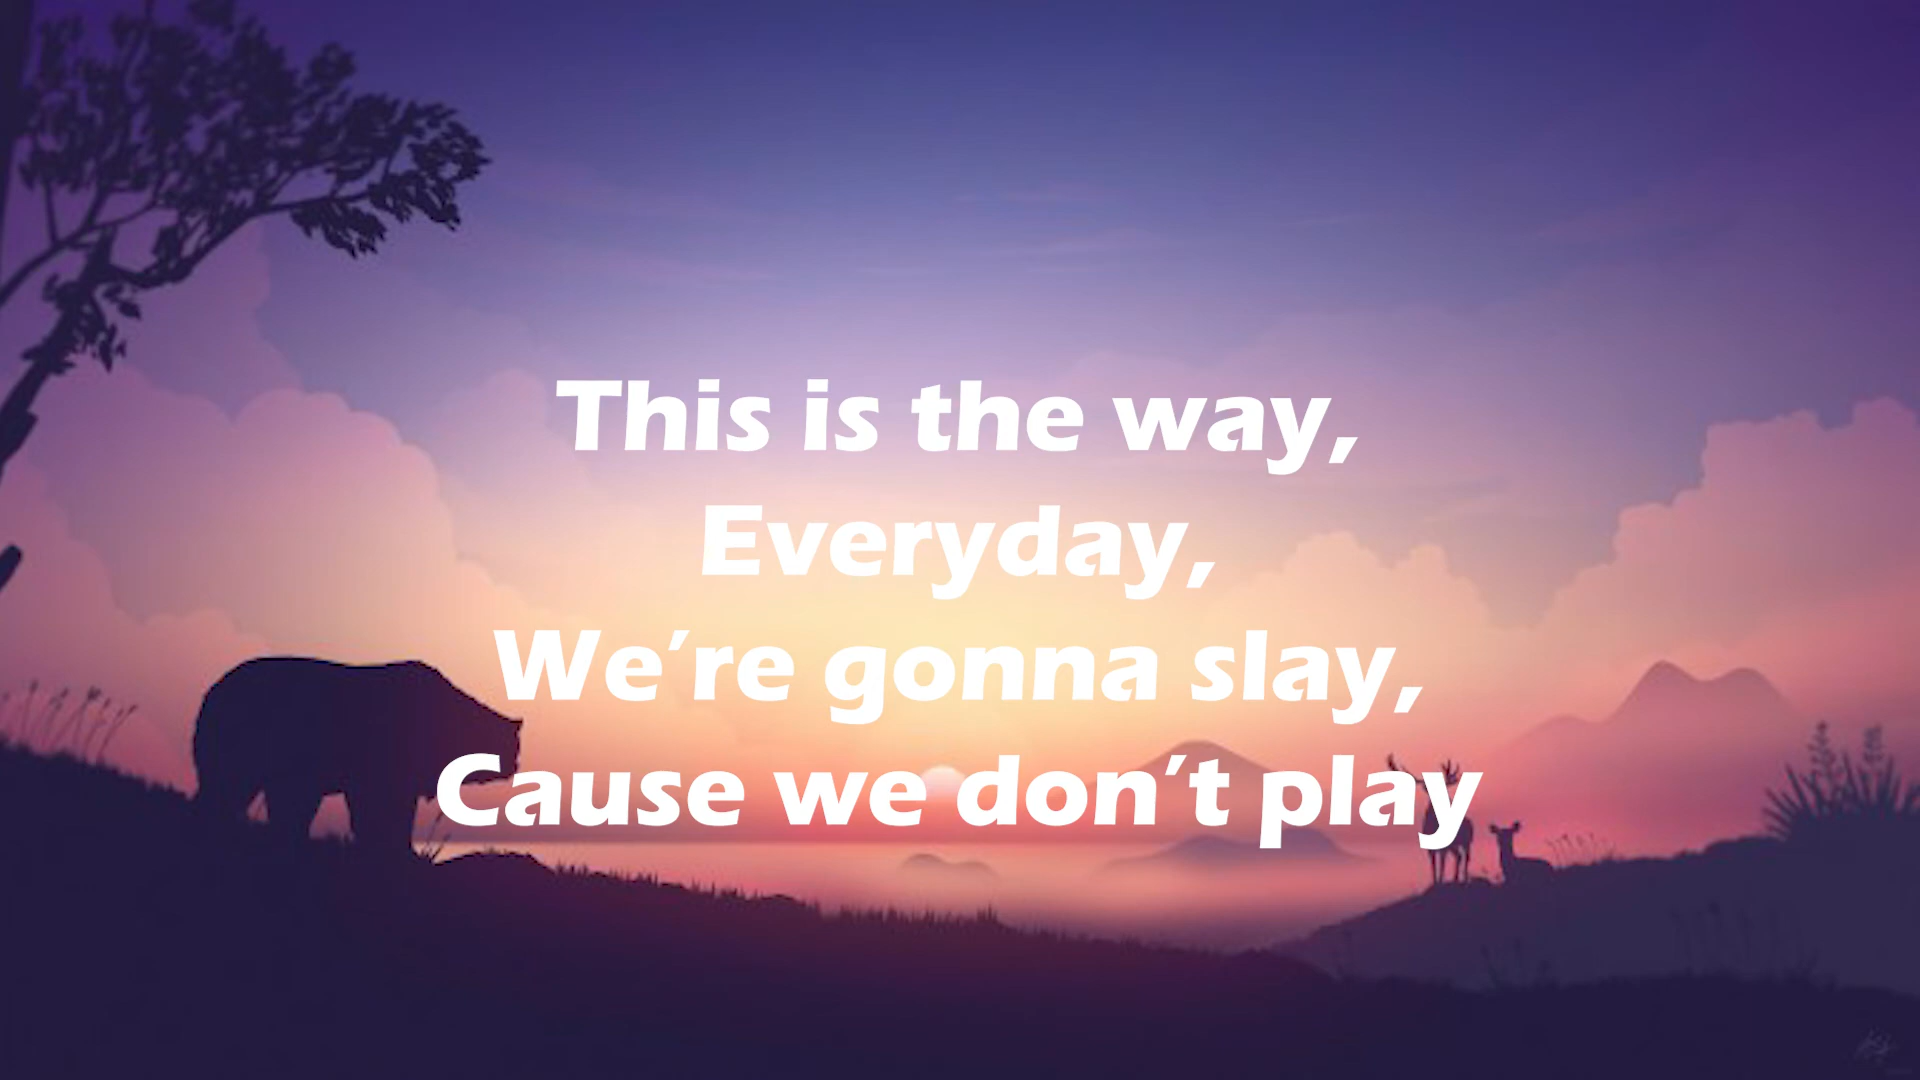 This is the way,
Everyday,
We’re gonna slay,
Cause we don’t play